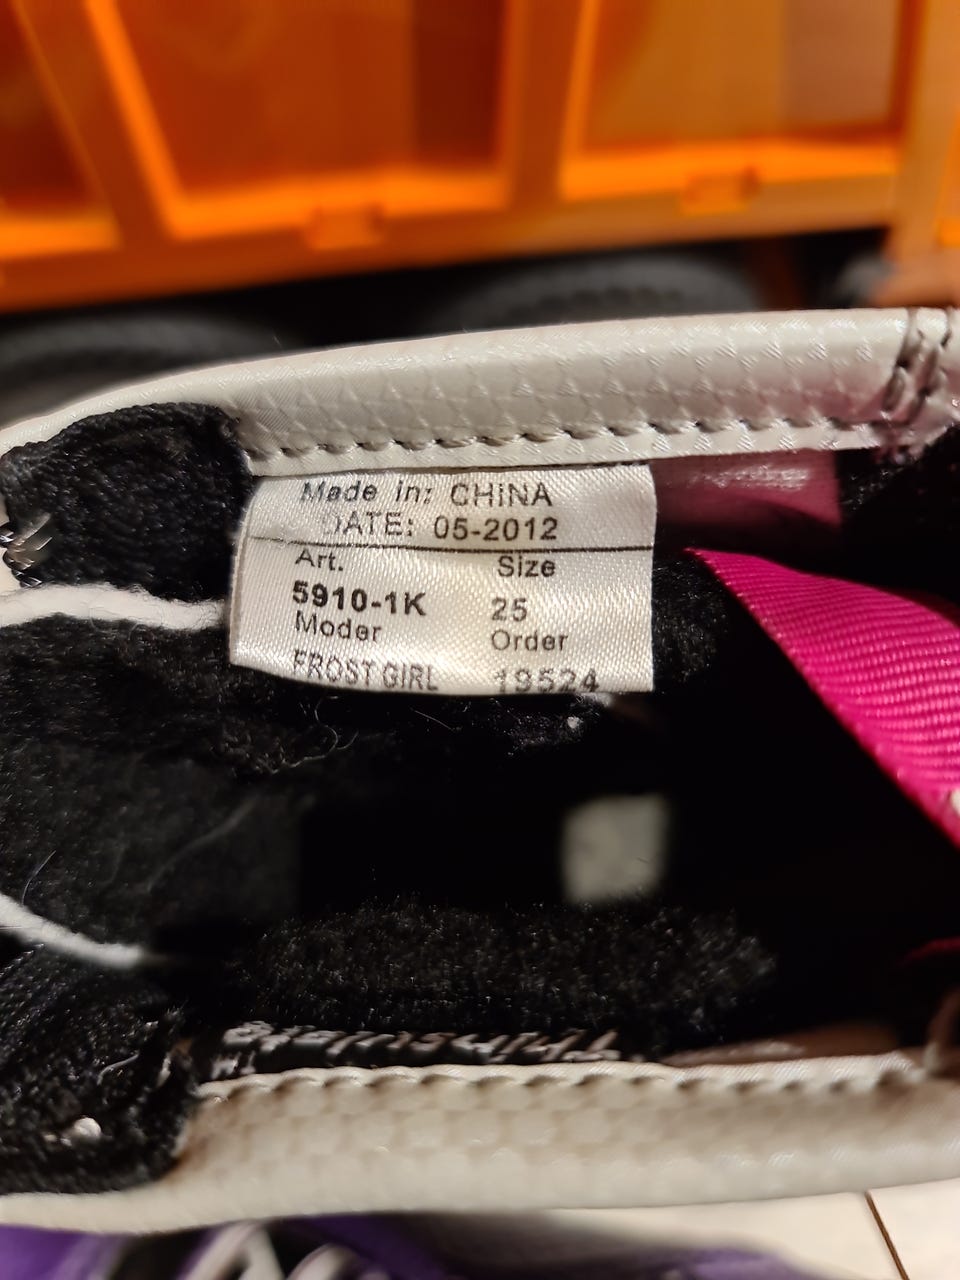 Made in: CHINA
DATE: 05-2012
Art. Size
5910-1K 25
Moder Order
FROST GIRL 19524